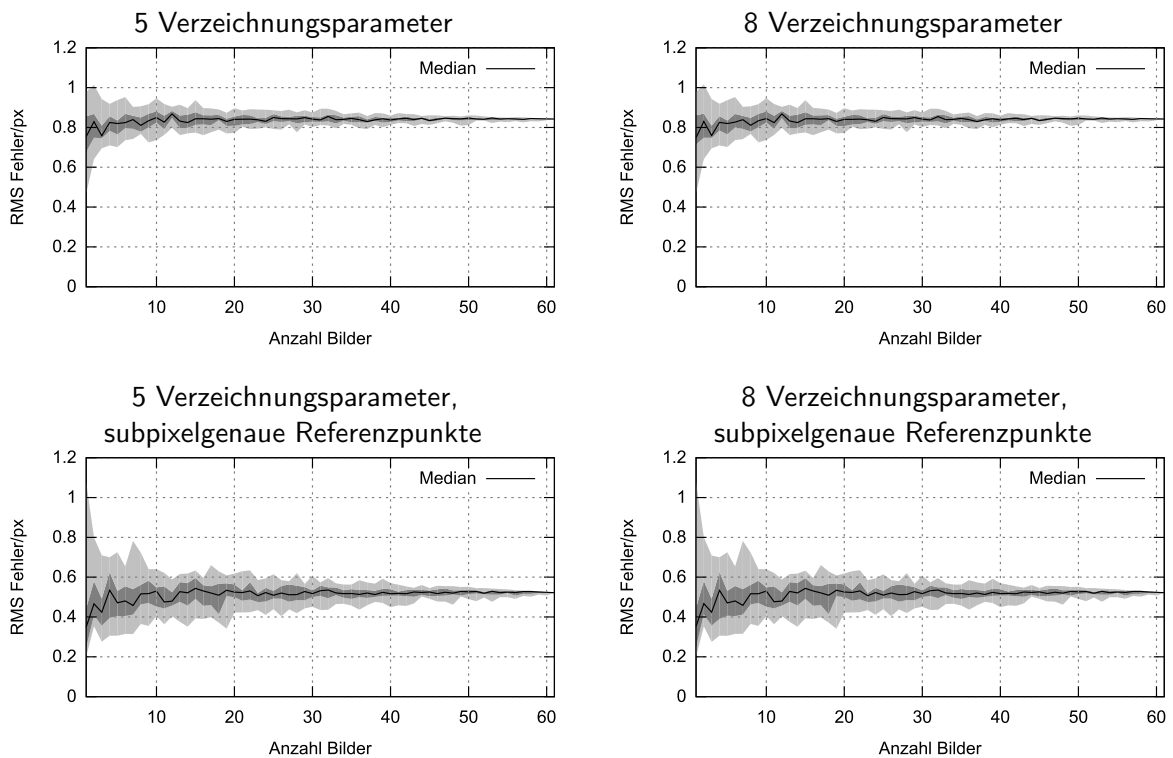 5 Verzeichnungsparameter
1.2
1
0.8
0.6
0.4
0.2
0
RMS Fehler/px
Median
10 20 30 40 50 60
Anzahl Bilder
8 Verzeichnungsparameter
1.2
1
0.8
0.6
0.4
0.2
0
RMS Fehler/px
Median
10 20 30 40 50 60
Anzahl Bilder
5 Verzeichnungsparameter,
subpixelgenaue Referenzpunkte
1.2
1
0.8
0.6
0.4
0.2
0
RMS Fehler/px
Median
10 20 30 40 50 60
Anzahl Bilder
8 Verzeichnungsparameter,
subpixelgenaue Referenzpunkte
1.2
1
0.8
0.6
0.4
0.2
0
RMS Fehler/px
Median
10 20 30 40 50 60
Anzahl Bilder